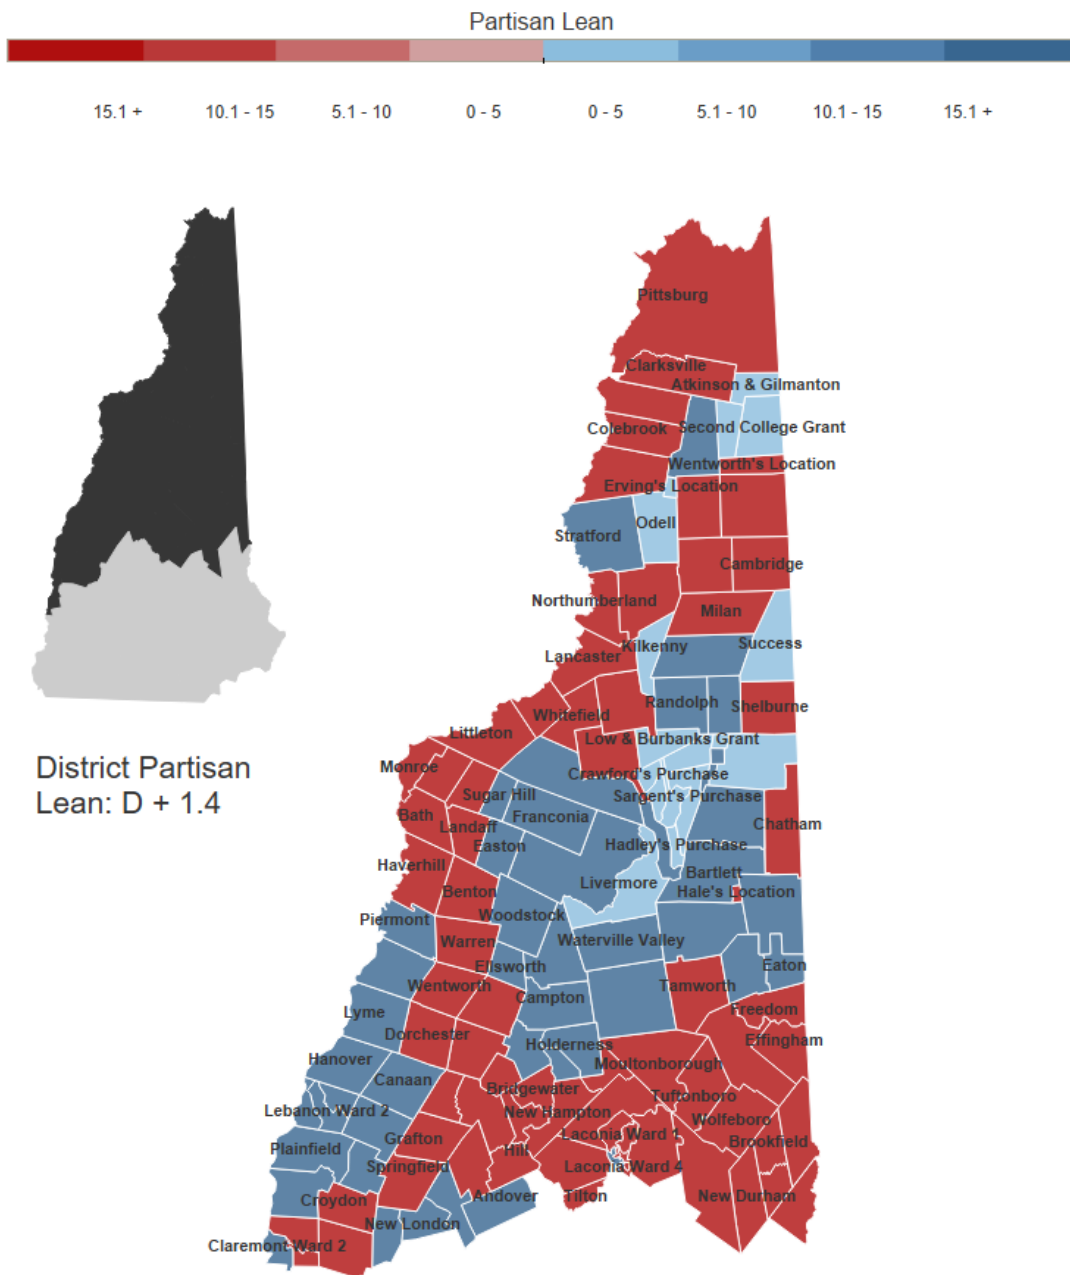 Partisan Lean
15.1 + 10.1 - 15 5.1 - 10 0 - 5 0 - 5 5.1 - 10 10.1 - 15 15.1 +
Pittsburg
Clarksville
Atkinson & Gilmanton
Colebrook Second College Grant
Wentworth's Location
Erving's Location
Odell
Stratford
Cambridge
Northumberland
Milan
Success
Kilkenny
Lancaster
Randolph
Shelburne
Whitefield
Littleton
Low & Burbanks Grant
Monroe
Crawford's Purchase
District Partisan
Lean: D + 1.4
Sugar Hill
Sargent's Purchase
Bath
Franconia
Landaff
Chatham
Easton
Hadley's Purchase
Haverhill
Bartlett
Livermore
Benton
Hale's Location
Piermont
Woodstock
Warren
Waterville Valley
Ellsworth
Eaton
Wentworth
Tamworth
Campton
Lyme
Freedom
Dorchester
Effingham
Holderness
Hanover
Moultonborough
Canaan
Bridgewater
Tuftonboro
Lebanon Ward 2
New Hampton
Wolfeboro
Laconia Ward 1
Grafton
Brookfield
Plainfield
Hill
Springfield
Laconia Ward 4
Andover
Tilton
New Durham
Croydon
New London
Claremont Ward 2